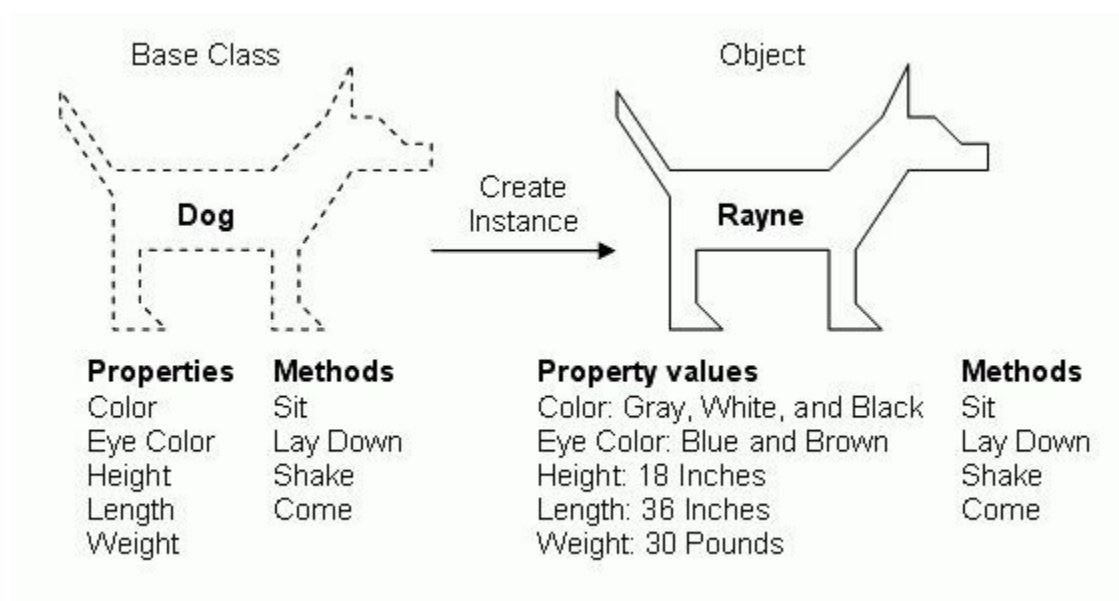 Base Class
Object
Dog
Create
Instance
Rayne
Properties
Color
Eye Color
Height
Length
Weight
Methods
Sit
Lay Down
Shake
Come
Property values
Color: Gray, White, and Black
Eye Color: Blue and Brown
Height: 18 Inches
Length: 36 Inches
Weight: 30 Pounds
Methods
Sit
Lay Down
Shake
Come